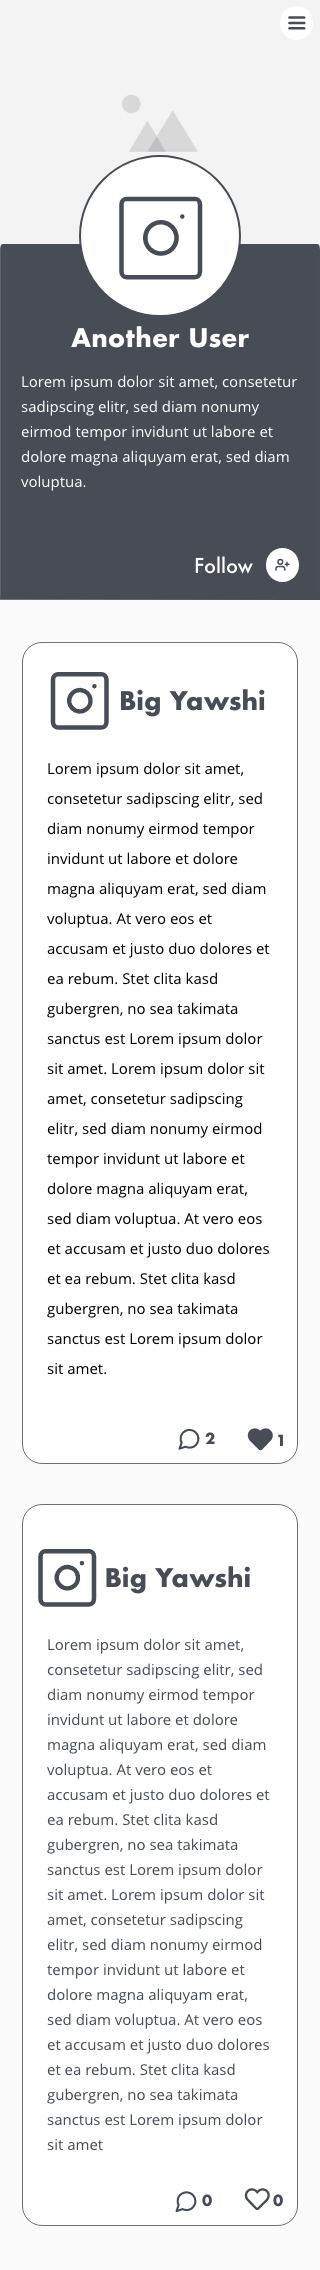 Another User
Lorem ipsum dolor sit amet, consetetur
sadipscing elitr, sed diam nonumy
eirmod tempor invidunt ut labore et
dolore magna aliquyam erat, sed diam
voluptua.
Follow
Big Yawshi
Lorem ipsum dolor sit amet,
consetetur sadipscing elitr, sed
diam nonumy eirmod tempor
invidunt ut labore et dolore
magna aliquyam erat, sed diam
voluptua. At vero eos et
accusam et justo duo dolores et
ea rebum. Stet clita kasd
gubergren, no sea takimata
sanctus est Lorem ipsum dolor
sit amet. Lorem ipsum dolor sit
amet, consetetur sadipscing
elitr, sed diam nonumy eirmod
tempor invidunt ut labore et
dolore magna aliquyam erat,
sed diam voluptua. At vero eos
et accusam et justo duo dolores
et ea rebum. Stet clita kasd
gubergren, no sea takimata
sanctus est Lorem ipsum dolor
sit amet.
2 1
Big Yawshi
Lorem ipsum dolor sit amet,
consetetur sadipscing elitr, sed
diam nonumy eirmod tempor
invidunt ut labore et dolore
magna aliquyam erat, sed diam
voluptua. At vero eos et
accusam et justo duo dolores et
ea rebum. Stet clita kasd
gubergren, no sea takimata
sanctus est Lorem ipsum dolor
sit amet. Lorem ipsum dolor sit
amet, consetetur sadipscing
elitr, sed diam nonumy eirmod
tempor invidunt ut labore et
dolore magna aliquyam erat,
sed diam voluptua. At vero eos
et accusam et justo duo dolores
et ea rebum. Stet clita kasd
gubergren, no sea takimata
sanctus est Lorem ipsum dolor
sit amet
0 0